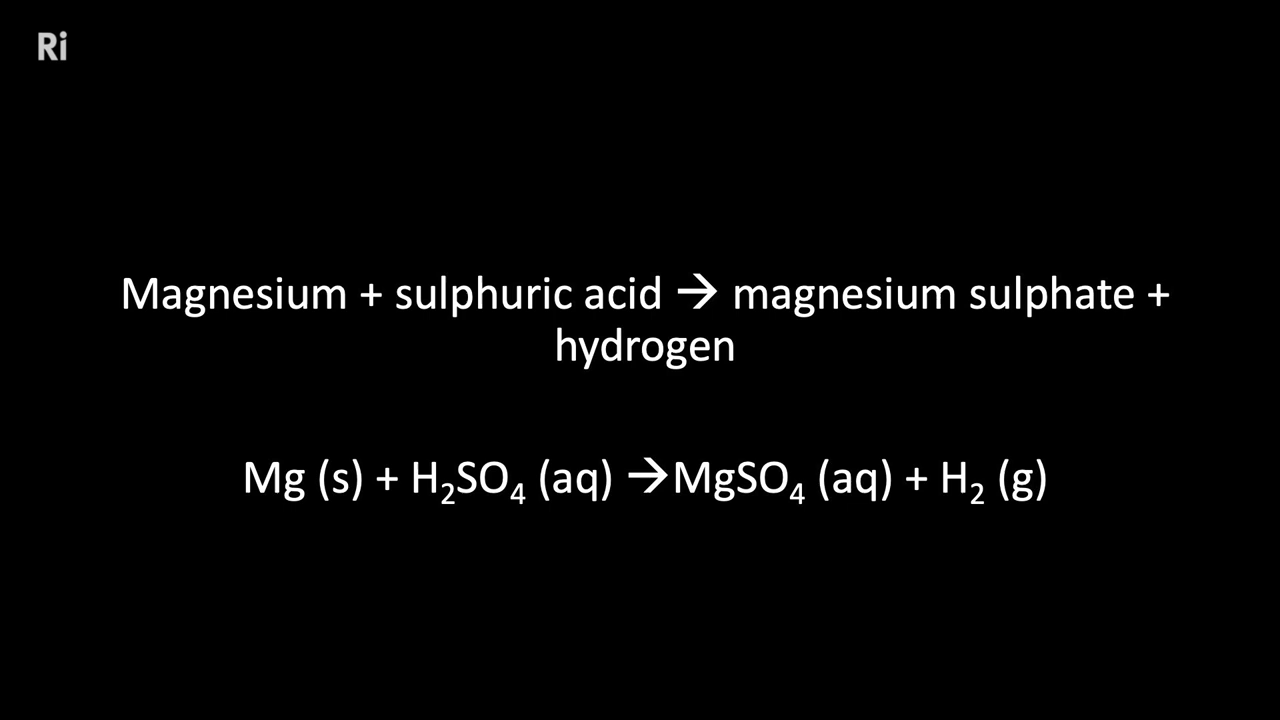 Ri
Magnesium + sulphuric acid → magnesium sulphate +
hydrogen
Mg (s) + H₂SO₄ (aq) →MgSO₄ (aq) + H₂ (g)